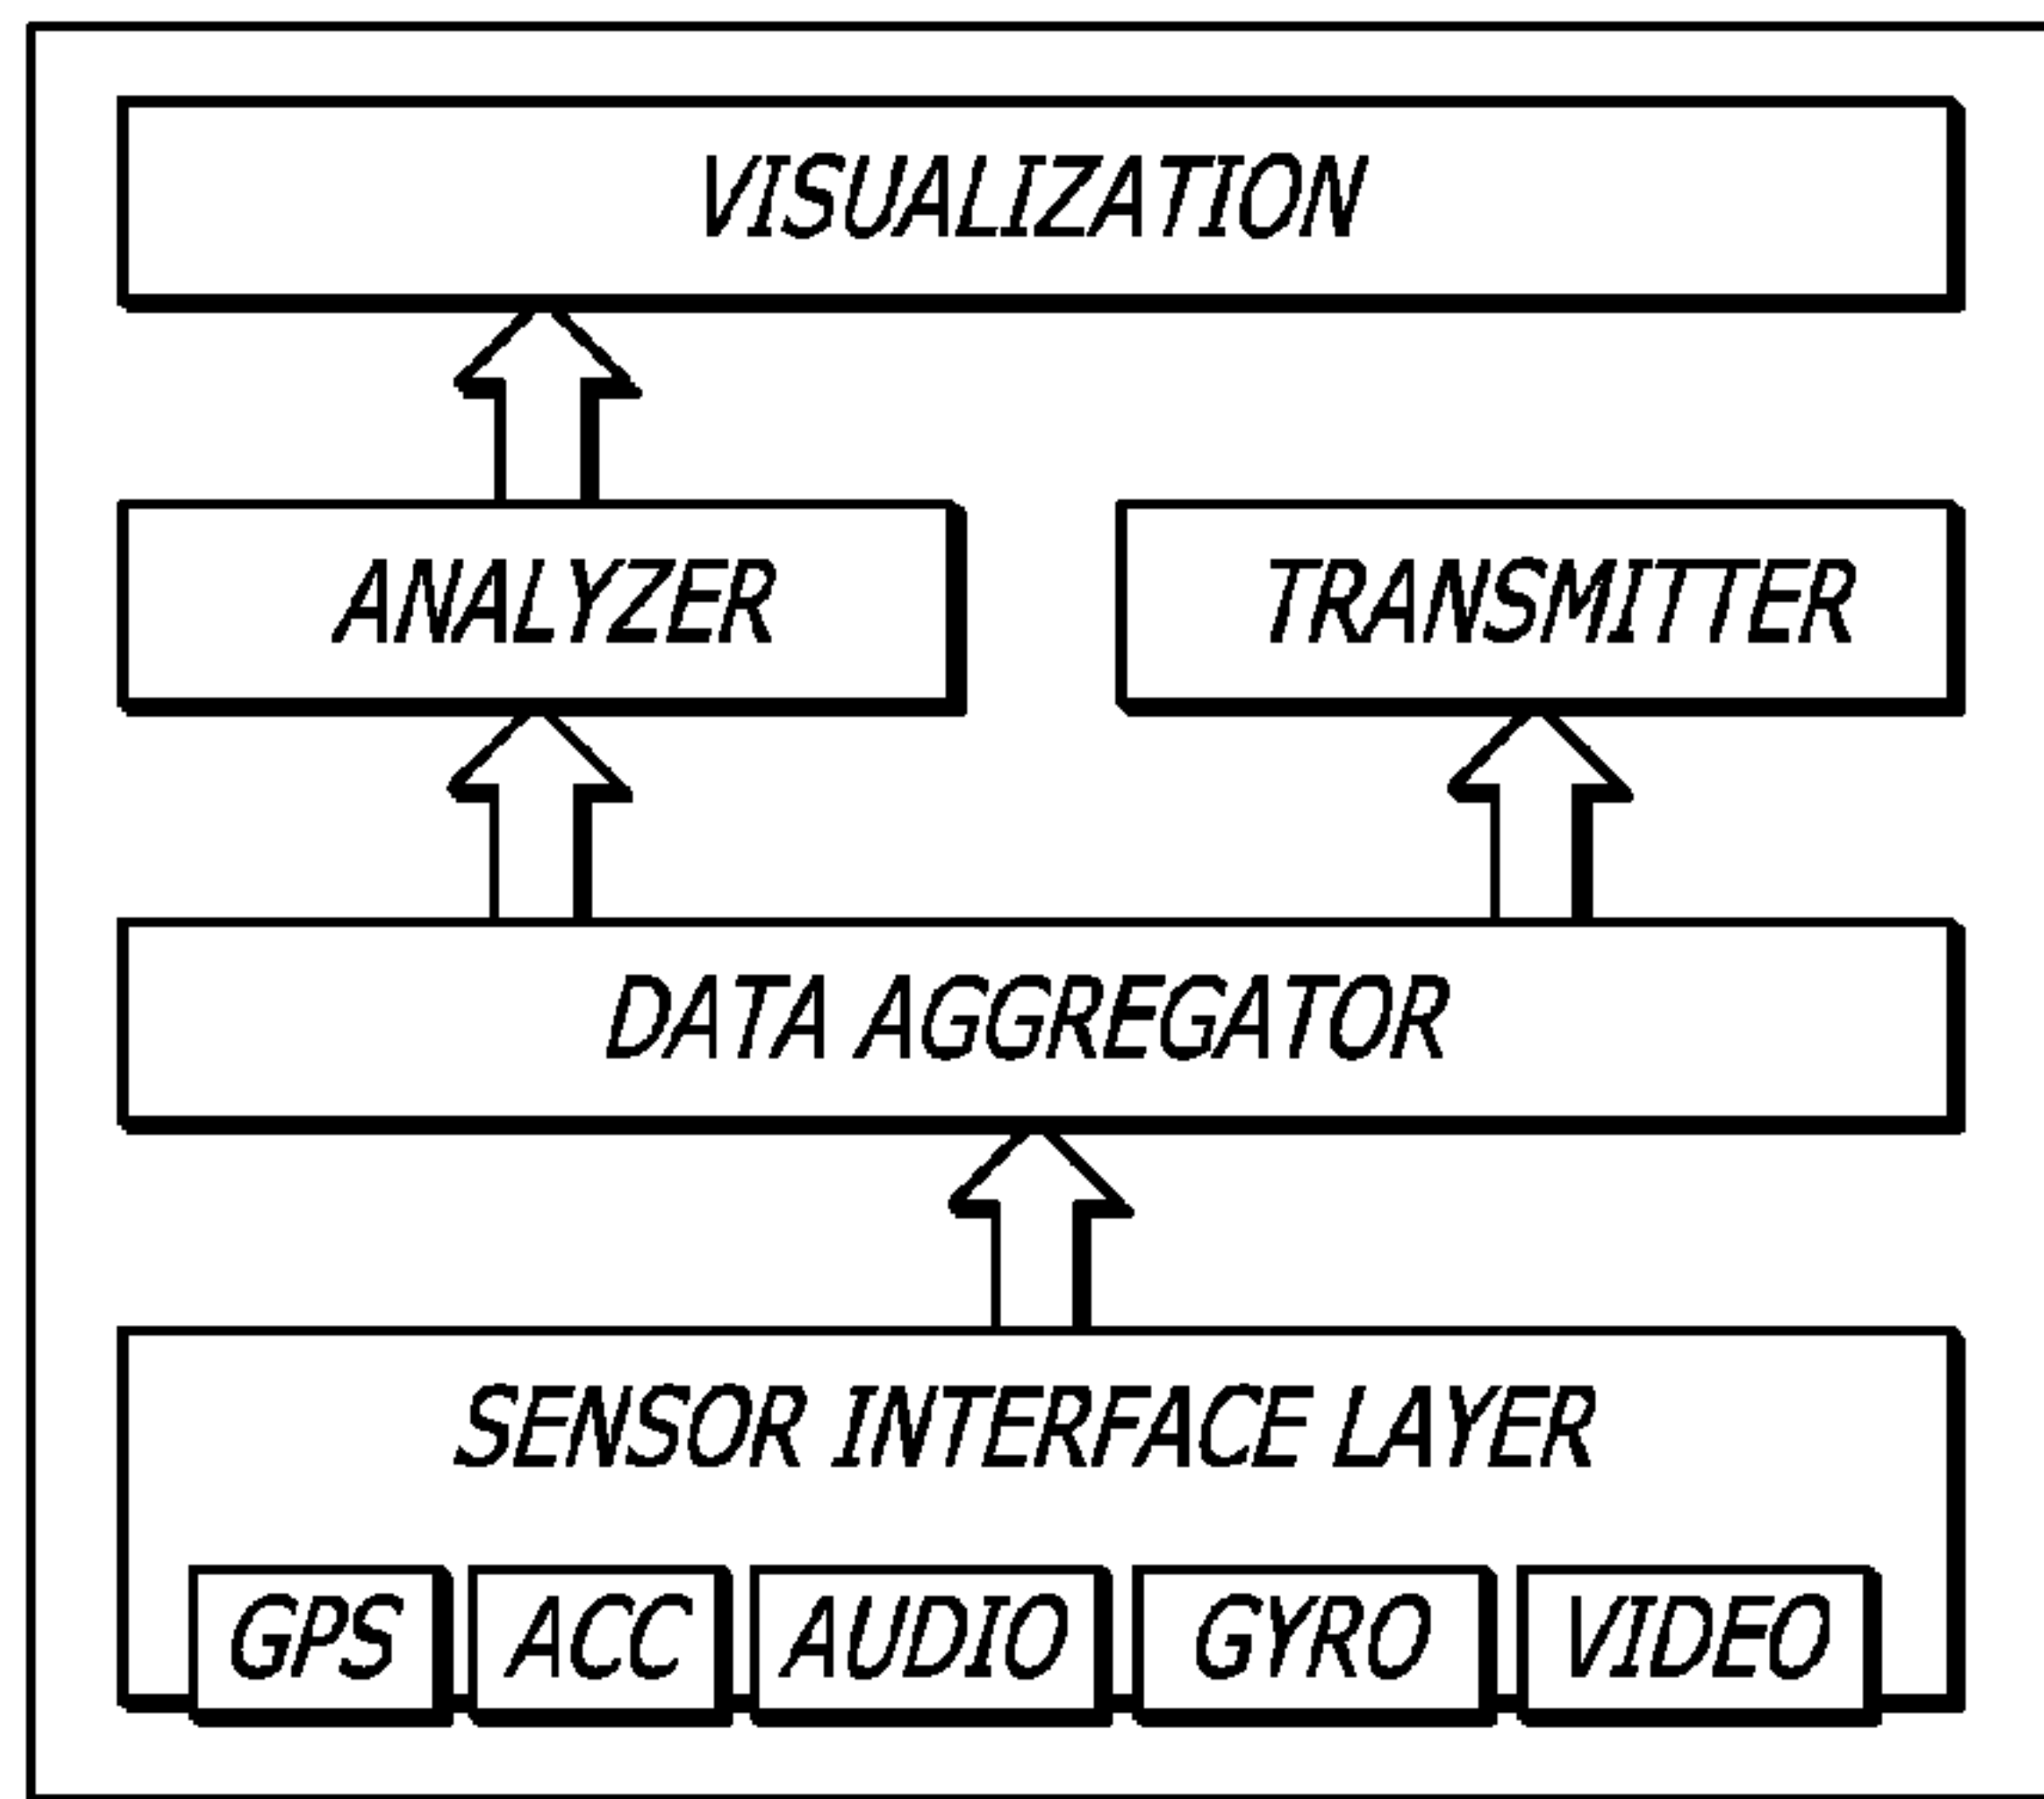 VISUALIZATION
ANALYZER
TRANSMITTER
DATA AGGREGATOR
SENSOR INTERFACE LAYER
GPS
ACC
AUDIO
GYRO
VIDEO